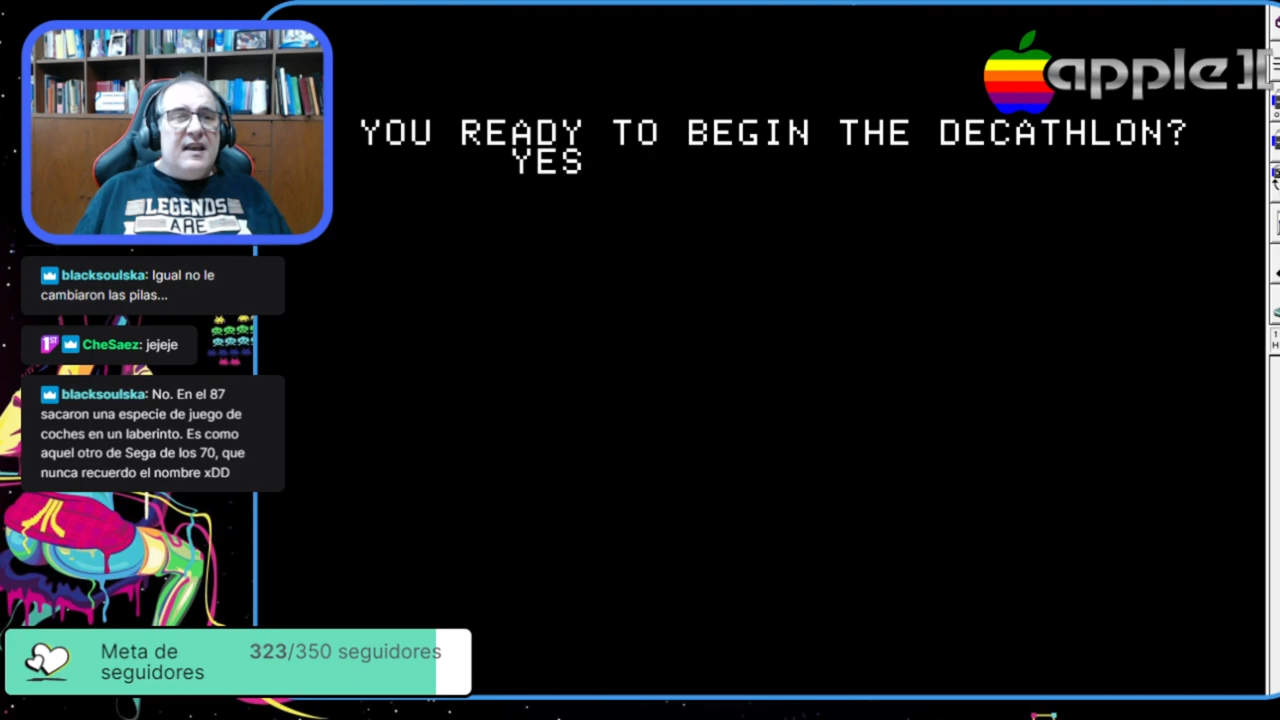 apple ][
YOU READY TO BEGIN THE DECATHLON?
YES
LEGENDS
ARE
blacksoulska: Igual no le
cambiaron las pilas...
CheSaez: jejeje
blacksoulska: No. En el 87
sacaron una especie de juego de
coches en un laberinto. Es como
aquel otro de Sega de los 70, que
nunca recuerdo el nombre xDD
Meta de
seguidores
323/350 seguidores